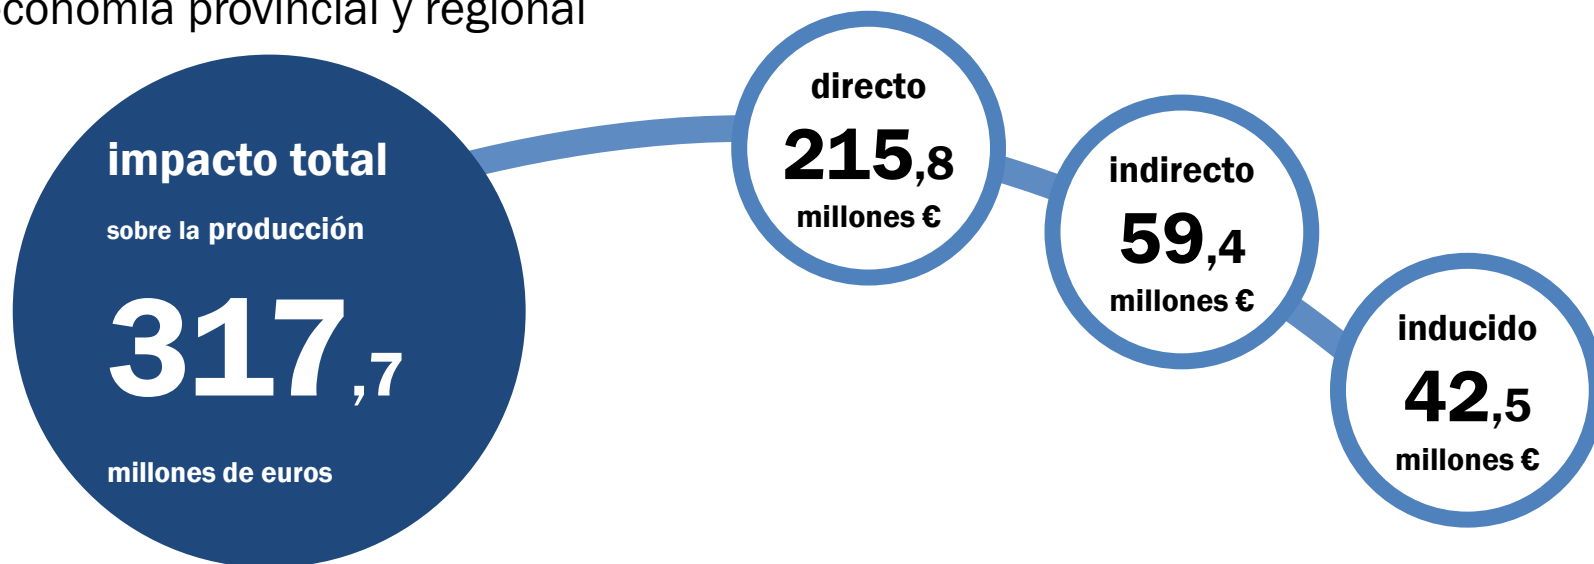 economía provincial y regional
impacto total
sobre la producción
317,7
millones de euros
directo
215,8
millones €
indirecto
59,4
millones €
inducido
42,5
millones €